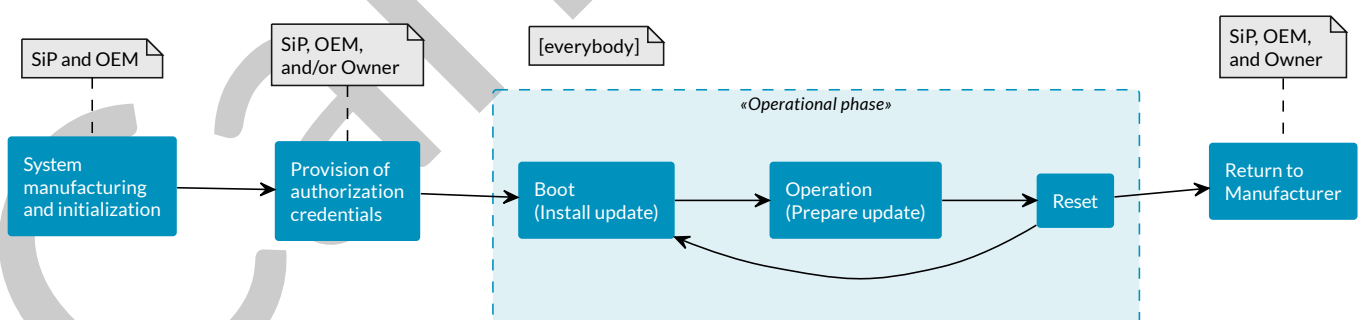 SiP and OEM
SiP, OEM,
and/or Owner
[everybody]
SiP, OEM,
and Owner
«Operational phase»
System
manufacturing
and initialization
Provision of
authorization
credentials
Boot
(Install update)
Operation
(Prepare update)
Reset
Return to
Manufacturer